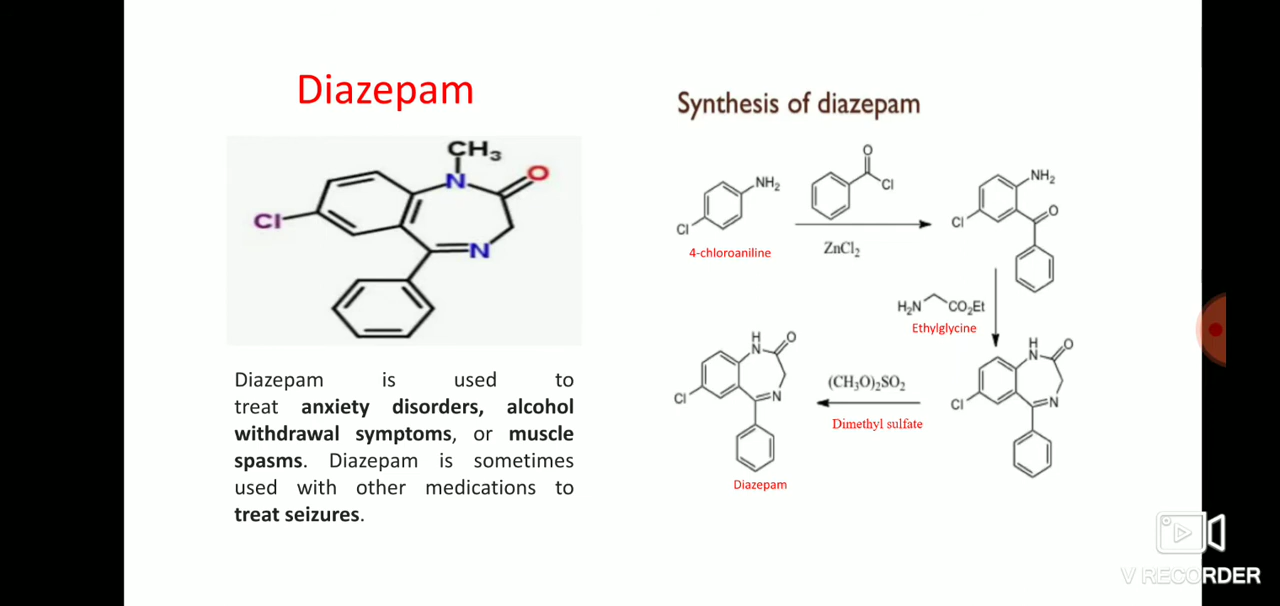 Diazepam
CH₃
N
O
Cl
N
Diazepam is used to
treat anxiety disorders, alcohol
withdrawal symptoms, or muscle
spasms. Diazepam is sometimes
used with other medications to
treat seizures.
Synthesis of diazepam
O
NH₂
Cl
Cl
4-chloroaniline
ZnCl₂
NH₂
O
Cl
H₂N
CO₂Et
Ethylglycine
H
N
O
Cl
N
(CH₃O)₂SO₂
Dimethyl sulfate
H
N
O
Cl
N
Diazepam
V RECORDER